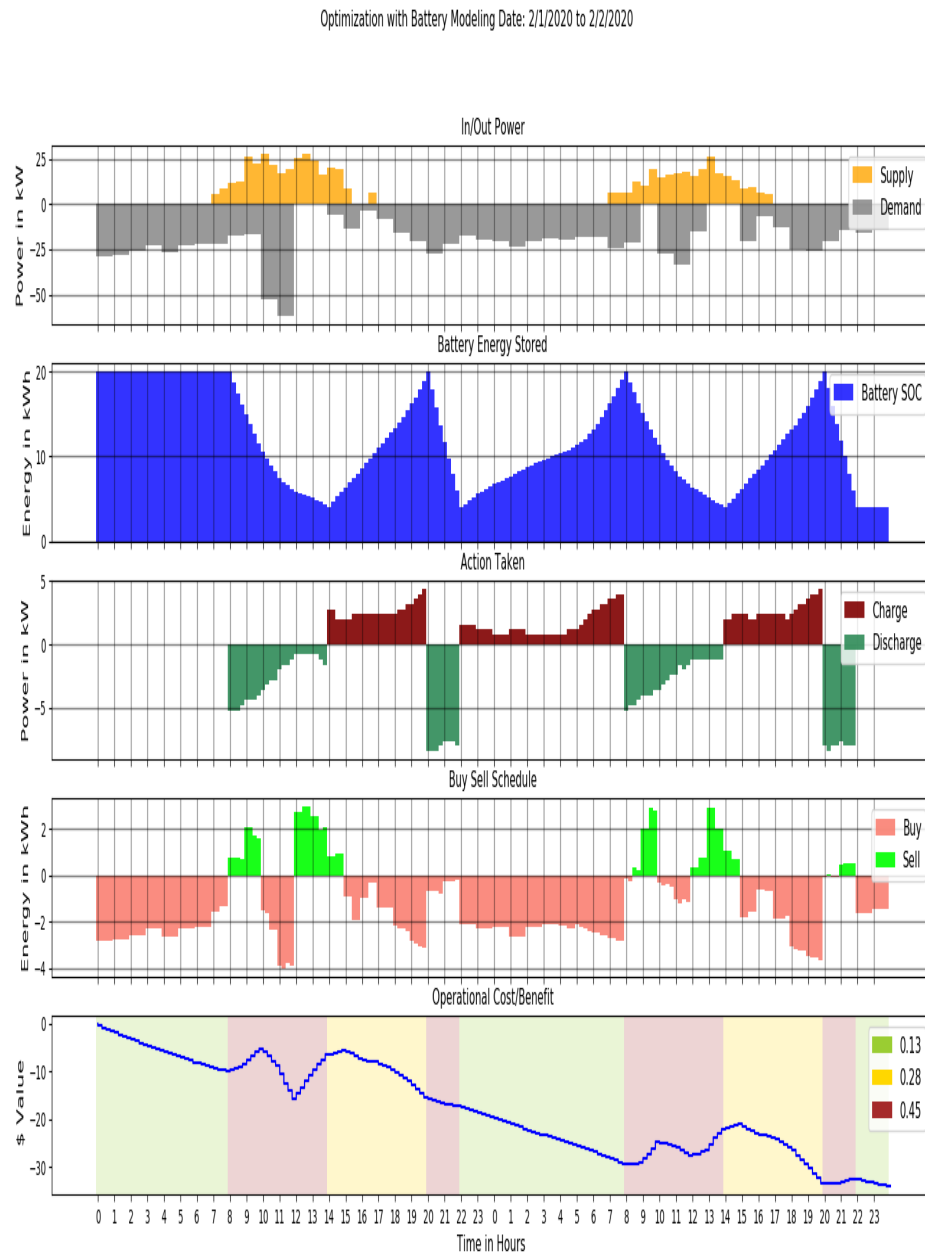 Optimization with Battery Modeling Date: 2/1/2020 to 2/2/2020
In/Out Power
Power in kW
25
0
−25
−50
Supply
Demand
Battery Energy Stored
Energy in kWh
20
10
0
Battery SOC
Action Taken
Power in kW
5
0
−5
Charge
Discharge
Buy Sell Schedule
Energy in kWh
2
0
−2
−4
Buy
Sell
Operational Cost/Benefit
$ Value
0
−10
−20
−30
0.13
0.28
0.45
0 1 2 3 4 5 6 7 8 9 10 11 12 13 14 15 16 17 18 19 20 21 22 23 0 1 2 3 4 5 6 7 8 9 10 11 12 13 14 15 16 17 18 19 20 21 22 23
Time in Hours